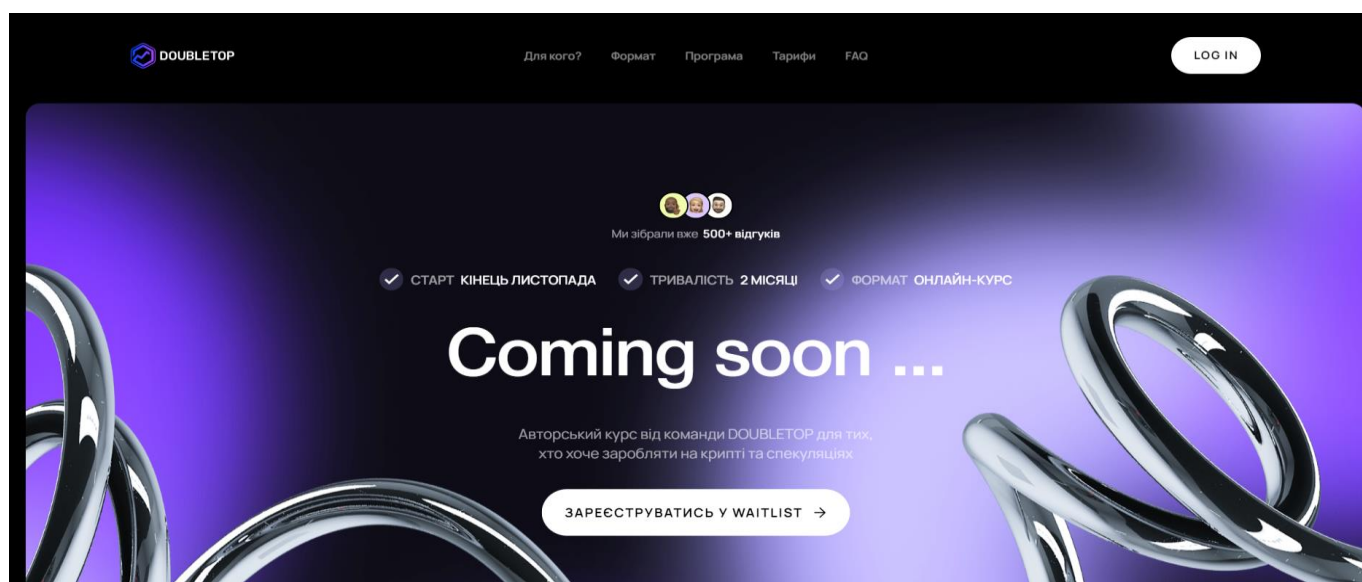 DOUBLETOP
Для кого? Формат Програма Тарифи FAQ
LOG IN
Ми зібрали вже 500+ відгуків
СТАРТ КІНЕЦЬ ЛИСТОПАДА ТРИВАЛІСТЬ 2 МІСЯЦІ ФОРМАТ ОНЛАЙН-КУРС
Coming soon ...
Авторський курс від команди DOUBLETOP для тих,
хто хоче заробляти на крипті та спекуляціях
ЗАРЕЄСТРУВАТИСЬ У WAITLIST →